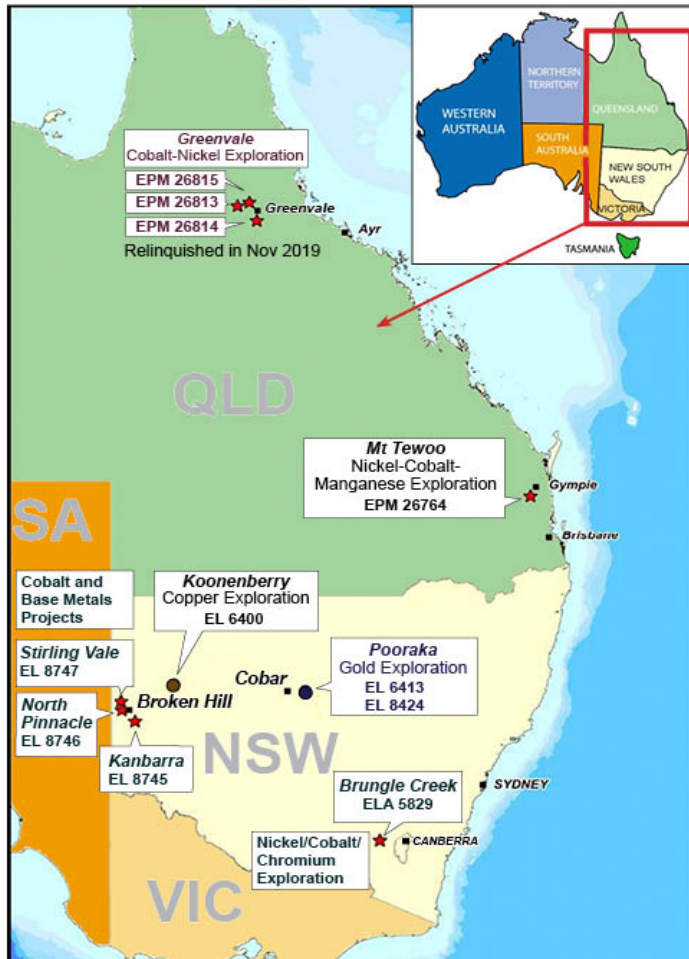 NORTHERN
TERRITORY
QUEENSLAND
WESTERN
AUSTRALIA
SOUTH
AUSTRALIA
NEW SOUTH
WALES
VICTORIA
TASMANIA
Greenvale
Cobalt-Nickel Exploration
EPM 26815
EPM 26813
EPM 26814
Greenvale
Ayr
Relinquished in Nov 2019
QLD
Mt Tewoo
Nickel-Cobalt-
Manganese Exploration
EPM 26764
Gympie
Brisbane
SA
Cobalt and
Base Metals
Projects
Koonenberry
Copper Exploration
EL 6400
Stirling Vale
EL 8747
North
Pinnacle
EL 8746
Broken Hill
Kanbarra
EL 8745
Cobar
Pooraka
Gold Exploration
EL 6413
EL 8424
NSW
Brungle Creek
ELA 5829
SYDNEY
Nickel/Cobalt/
Chromium
Exploration
CANBERRA
VIC